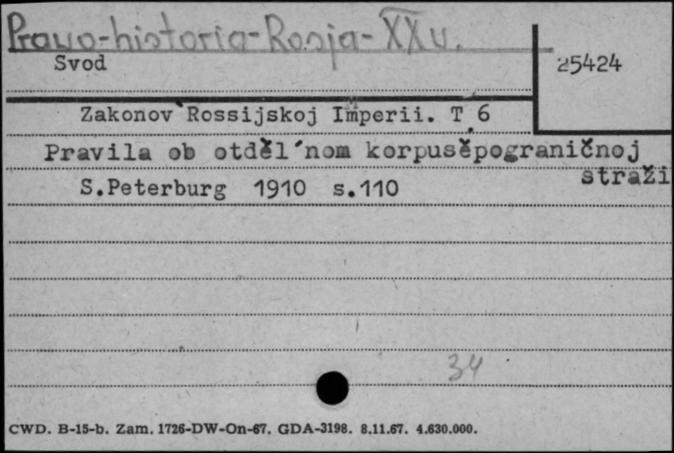 Prawo-historia-Rosja-XX w.
Svod
25424
Zakonov Rossijskoj Imperii. T 6
Pravila ob otděl'nom korpusěpograničnoj
straži
S.Peterburg 1910 s.110
34
CWD. B-15-b. Zam. 1726-DW-On-67. GDA-3198. 8.11.67. 4.630.000.